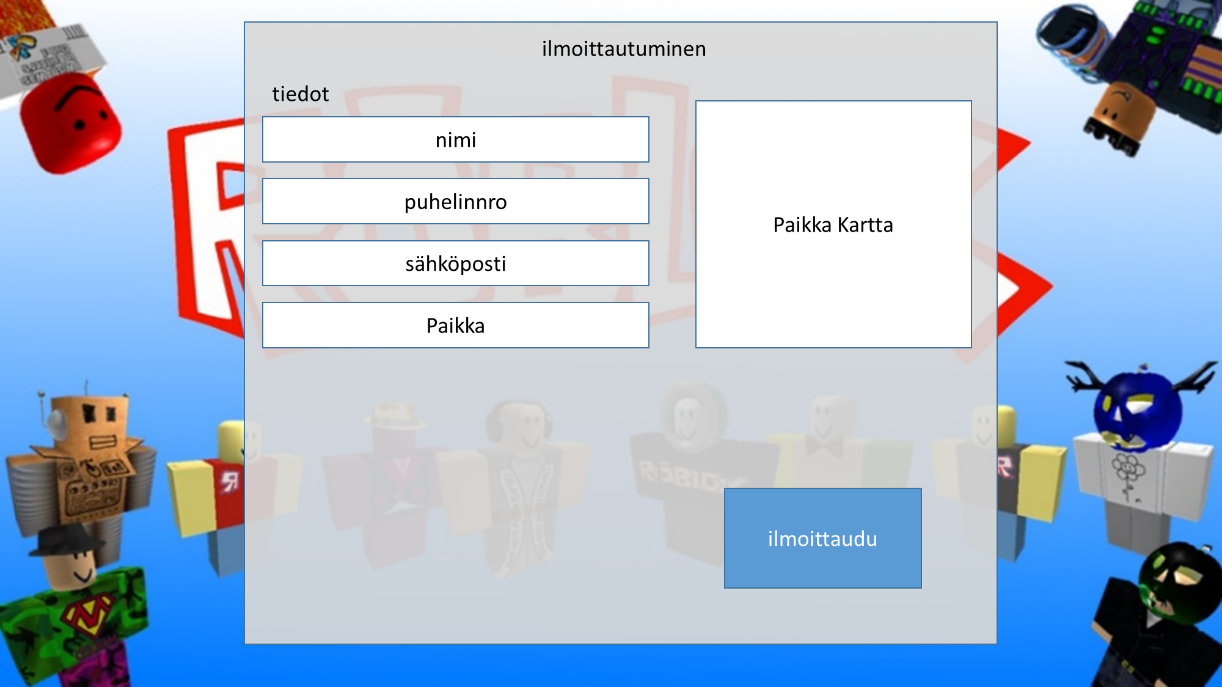 ilmoittautuminen
tiedot
nimi
puhelinnro
sähköposti
Paikka
Paikka Kartta
ilmoittaudu